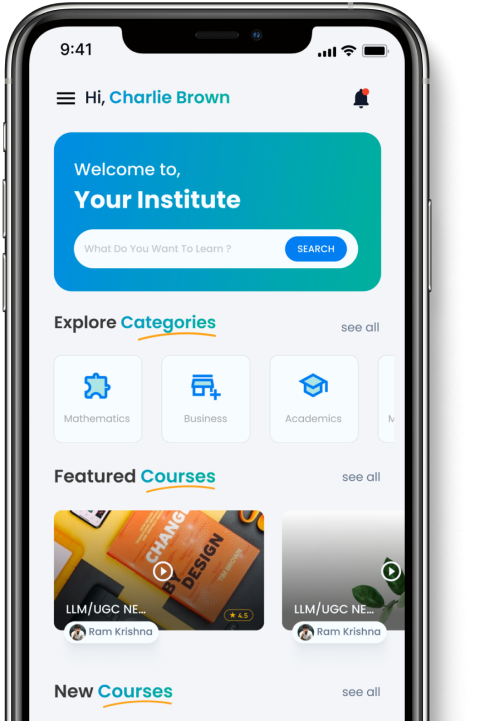 9:41
Hi, Charlie Brown
Welcome to,
Your Institute
What Do You Want To Learn ?
SEARCH
Explore Categories
see all
Mathematics
Business
Academics
M
Featured Courses
see all
CHANGE
BY DESIGN
TIM BROWN
LLM/UGC NE...
★ 4.5
Ram Krishna
LLM/UGC NE...
Ram Krishna
New Courses
see all